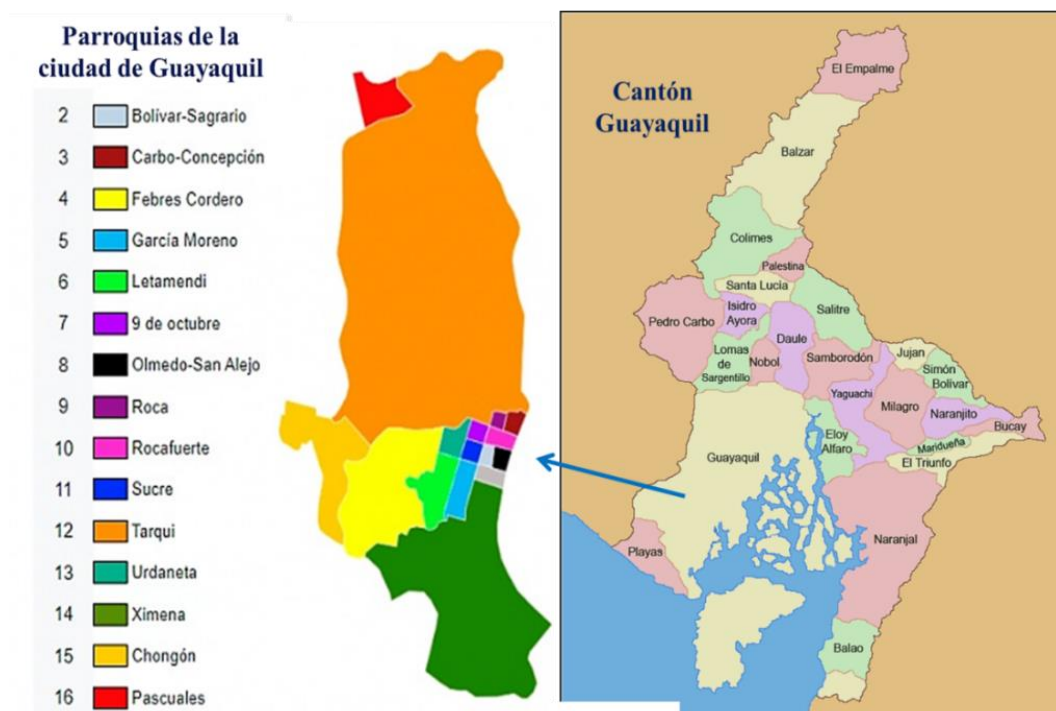 Parroquias de la
ciudad de Guayaquil
2 Bolívar-Sagrario
3 Carbo-Concepción
4 Febres Cordero
5 García Moreno
6 Letamendi
7 9 de octubre
8 Olmedo-San Alejo
9 Roca
10 Rocafuerte
11 Sucre
12 Tarqui
13 Urdaneta
14 Ximena
15 Chongón
16 Pascuales
Cantón
Guayaquil
El Empalme
Balzar
Colimes
Palestina
Santa Lucía
Salitre
Pedro Carbo
Isidro
Ayora
Daule
Lomas
de
Sargentillo
Nobol
Samborodón
Jujan
Simón
Bolívar
Yaguachi
Milagro
Naranjito
Bucay
Maridueña
El Triunfo
Eloy
Alfaro
Guayaquil
Naranjal
Playas
Balao